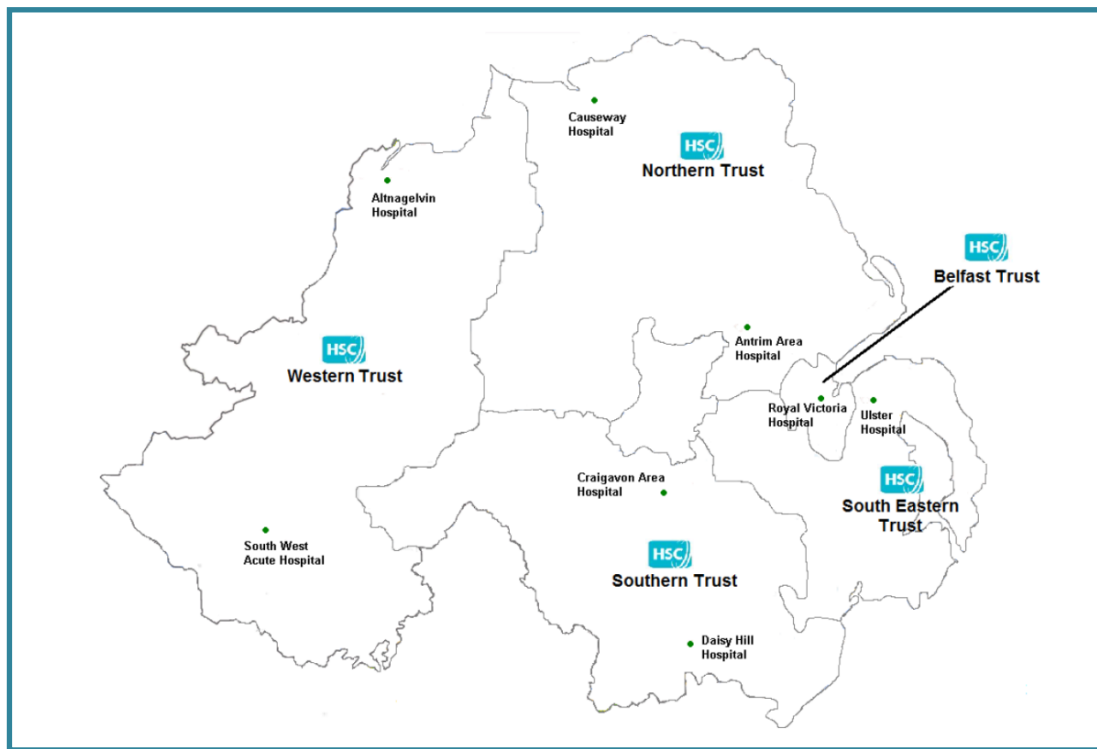 Causeway
Hospital
HSC
Northern Trust
Altnagelvin
Hospital
HSC
Belfast Trust
Antrim Area
Hospital
HSC
Western Trust
Royal Victoria
Hospital
Ulster
Hospital
Craigavon Area
Hospital
HSC
South Eastern
Trust
South West
Acute Hospital
HSC
Southern Trust
Daisy Hill
Hospital